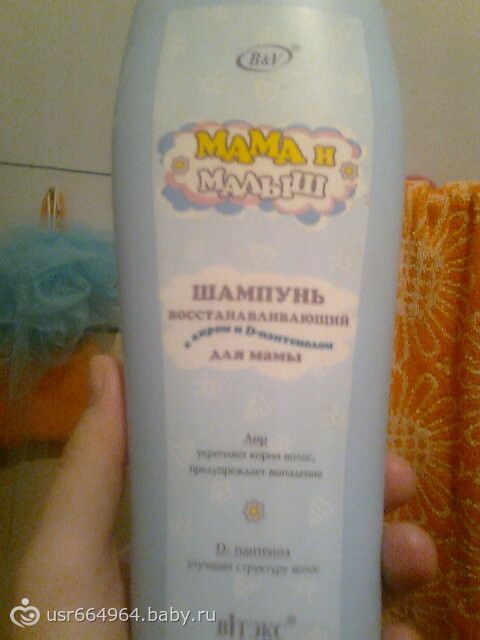 B&V®
МАМА и
МАЛЫШ
ШАМПУНЬ
ВОССТАНАВЛИВАЮЩИЙ
с аиром и D-пантенолом
ДЛЯ МАМЫ
Аир
укрепляет корни волос,
предупреждает выпадение
D- пантенол
улучшает структуру волос
ВІТЭКС®
usr664964.baby.ru